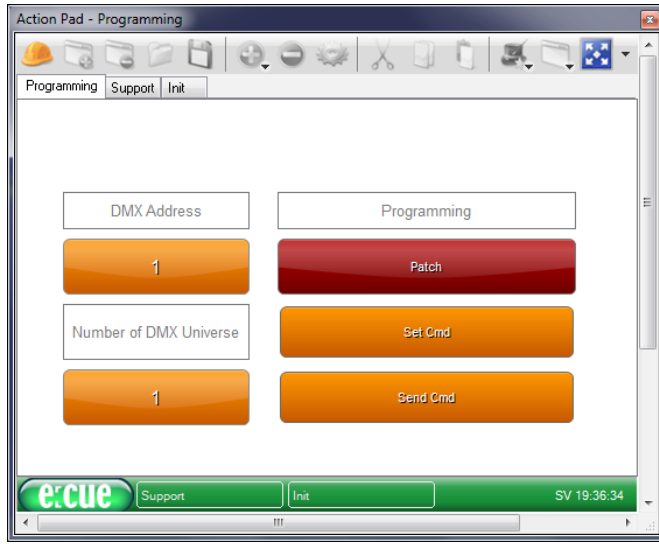 Action Pad - Programming
Programming Support Init
DMX Address Programming
1 Patch
Number of DMX Universe Set Cmd
1 Send Cmd
e:cue Support Init SV 19:36:34